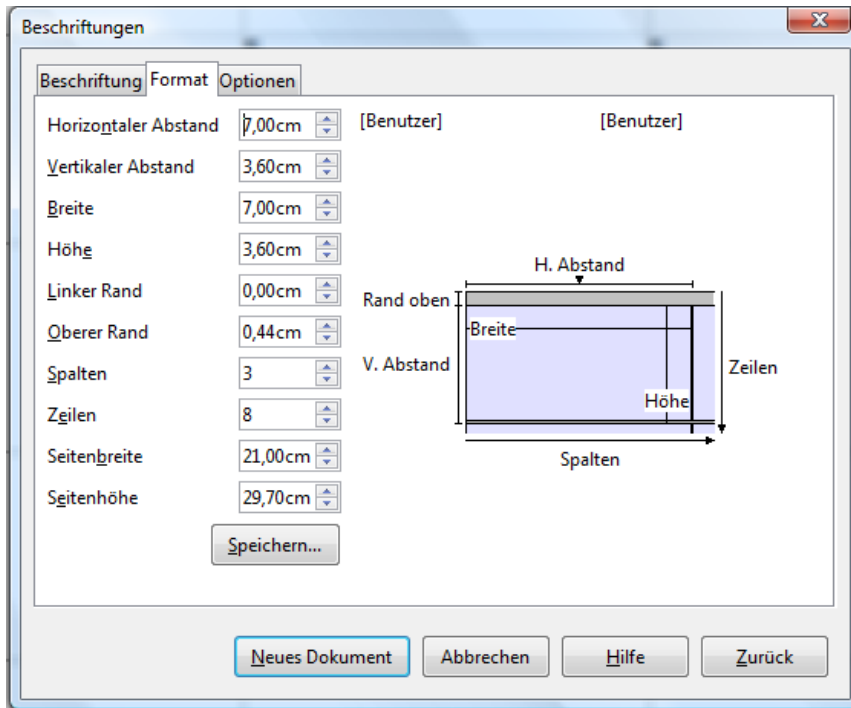 Beschriftungen
Beschriftung Format Optionen
Horizontaler Abstand 7,00cm [Benutzer] [Benutzer]
Vertikaler Abstand 3,60cm
Breite 7,00cm
Höhe 3,60cm
Linker Rand 0,00cm
Oberer Rand 0,44cm
Spalten 3
Zeilen 8
Seitenbreite 21,00cm
Seitenhöhe 29,70cm
Speichern...
H. Abstand
Rand oben
Breite
V. Abstand
Zeilen
Höhe
Spalten
Neues Dokument Abbrechen Hilfe Zurück